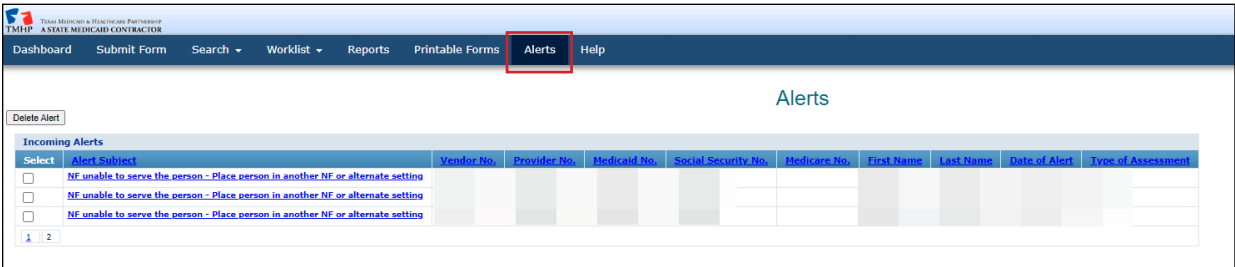 TEXAS MEDICAID & HEALTHCARE PARTNERSHIP
TMHP A STATE MEDICAID CONTRACTOR
Dashboard Submit Form Search Worklist Reports Printable Forms Alerts Help
Alerts
Delete Alert
Incoming Alerts
Select Alert Subject Vendor No. Provider No. Medicaid No. Social Security No. Medicare No. First Name Last Name Date of Alert Type of Assessment
NF unable to serve the person - Place person in another NF or alternate setting
NF unable to serve the person - Place person in another NF or alternate setting
NF unable to serve the person - Place person in another NF or alternate setting
1 2